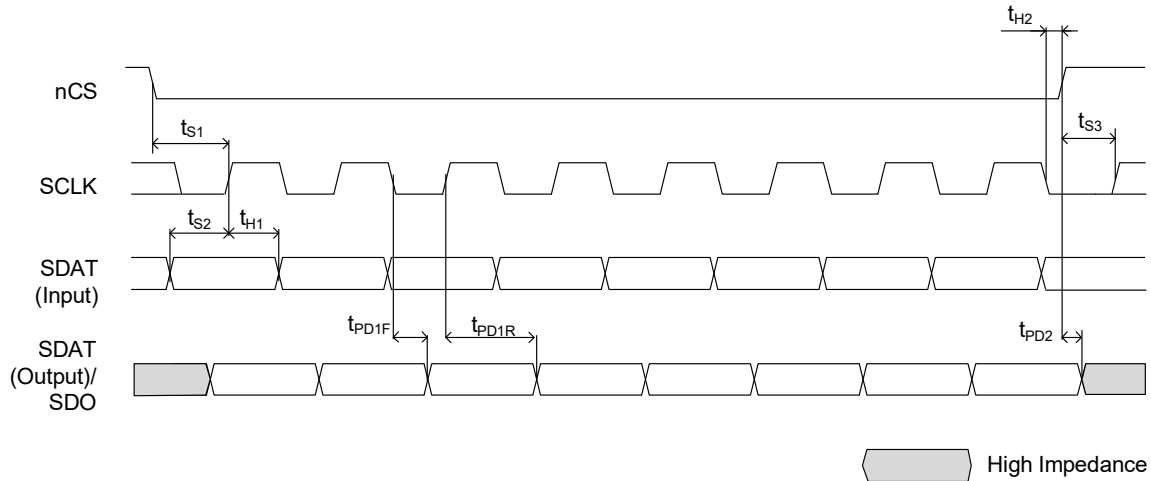 tH2
nCS
tS1
tS3
SCLK
tS2
tH1
SDAT
(Input)
tPD1F
tPD1R
tPD2
SDAT
(Output)/
SDO
High Impedance